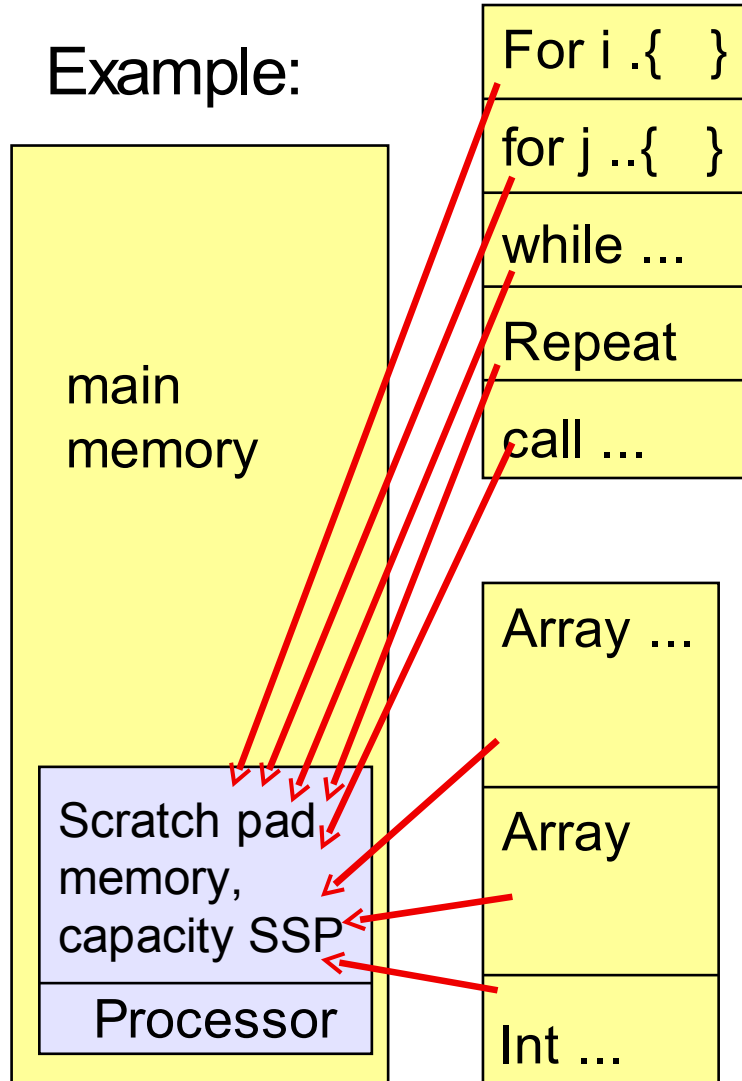 Example:
For i .{ }
for j ..{ }
while ...
Repeat
call ...
main
memory
Array ...
Array
Int ...
Scratch pad
memory,
capacity SSP
Processor